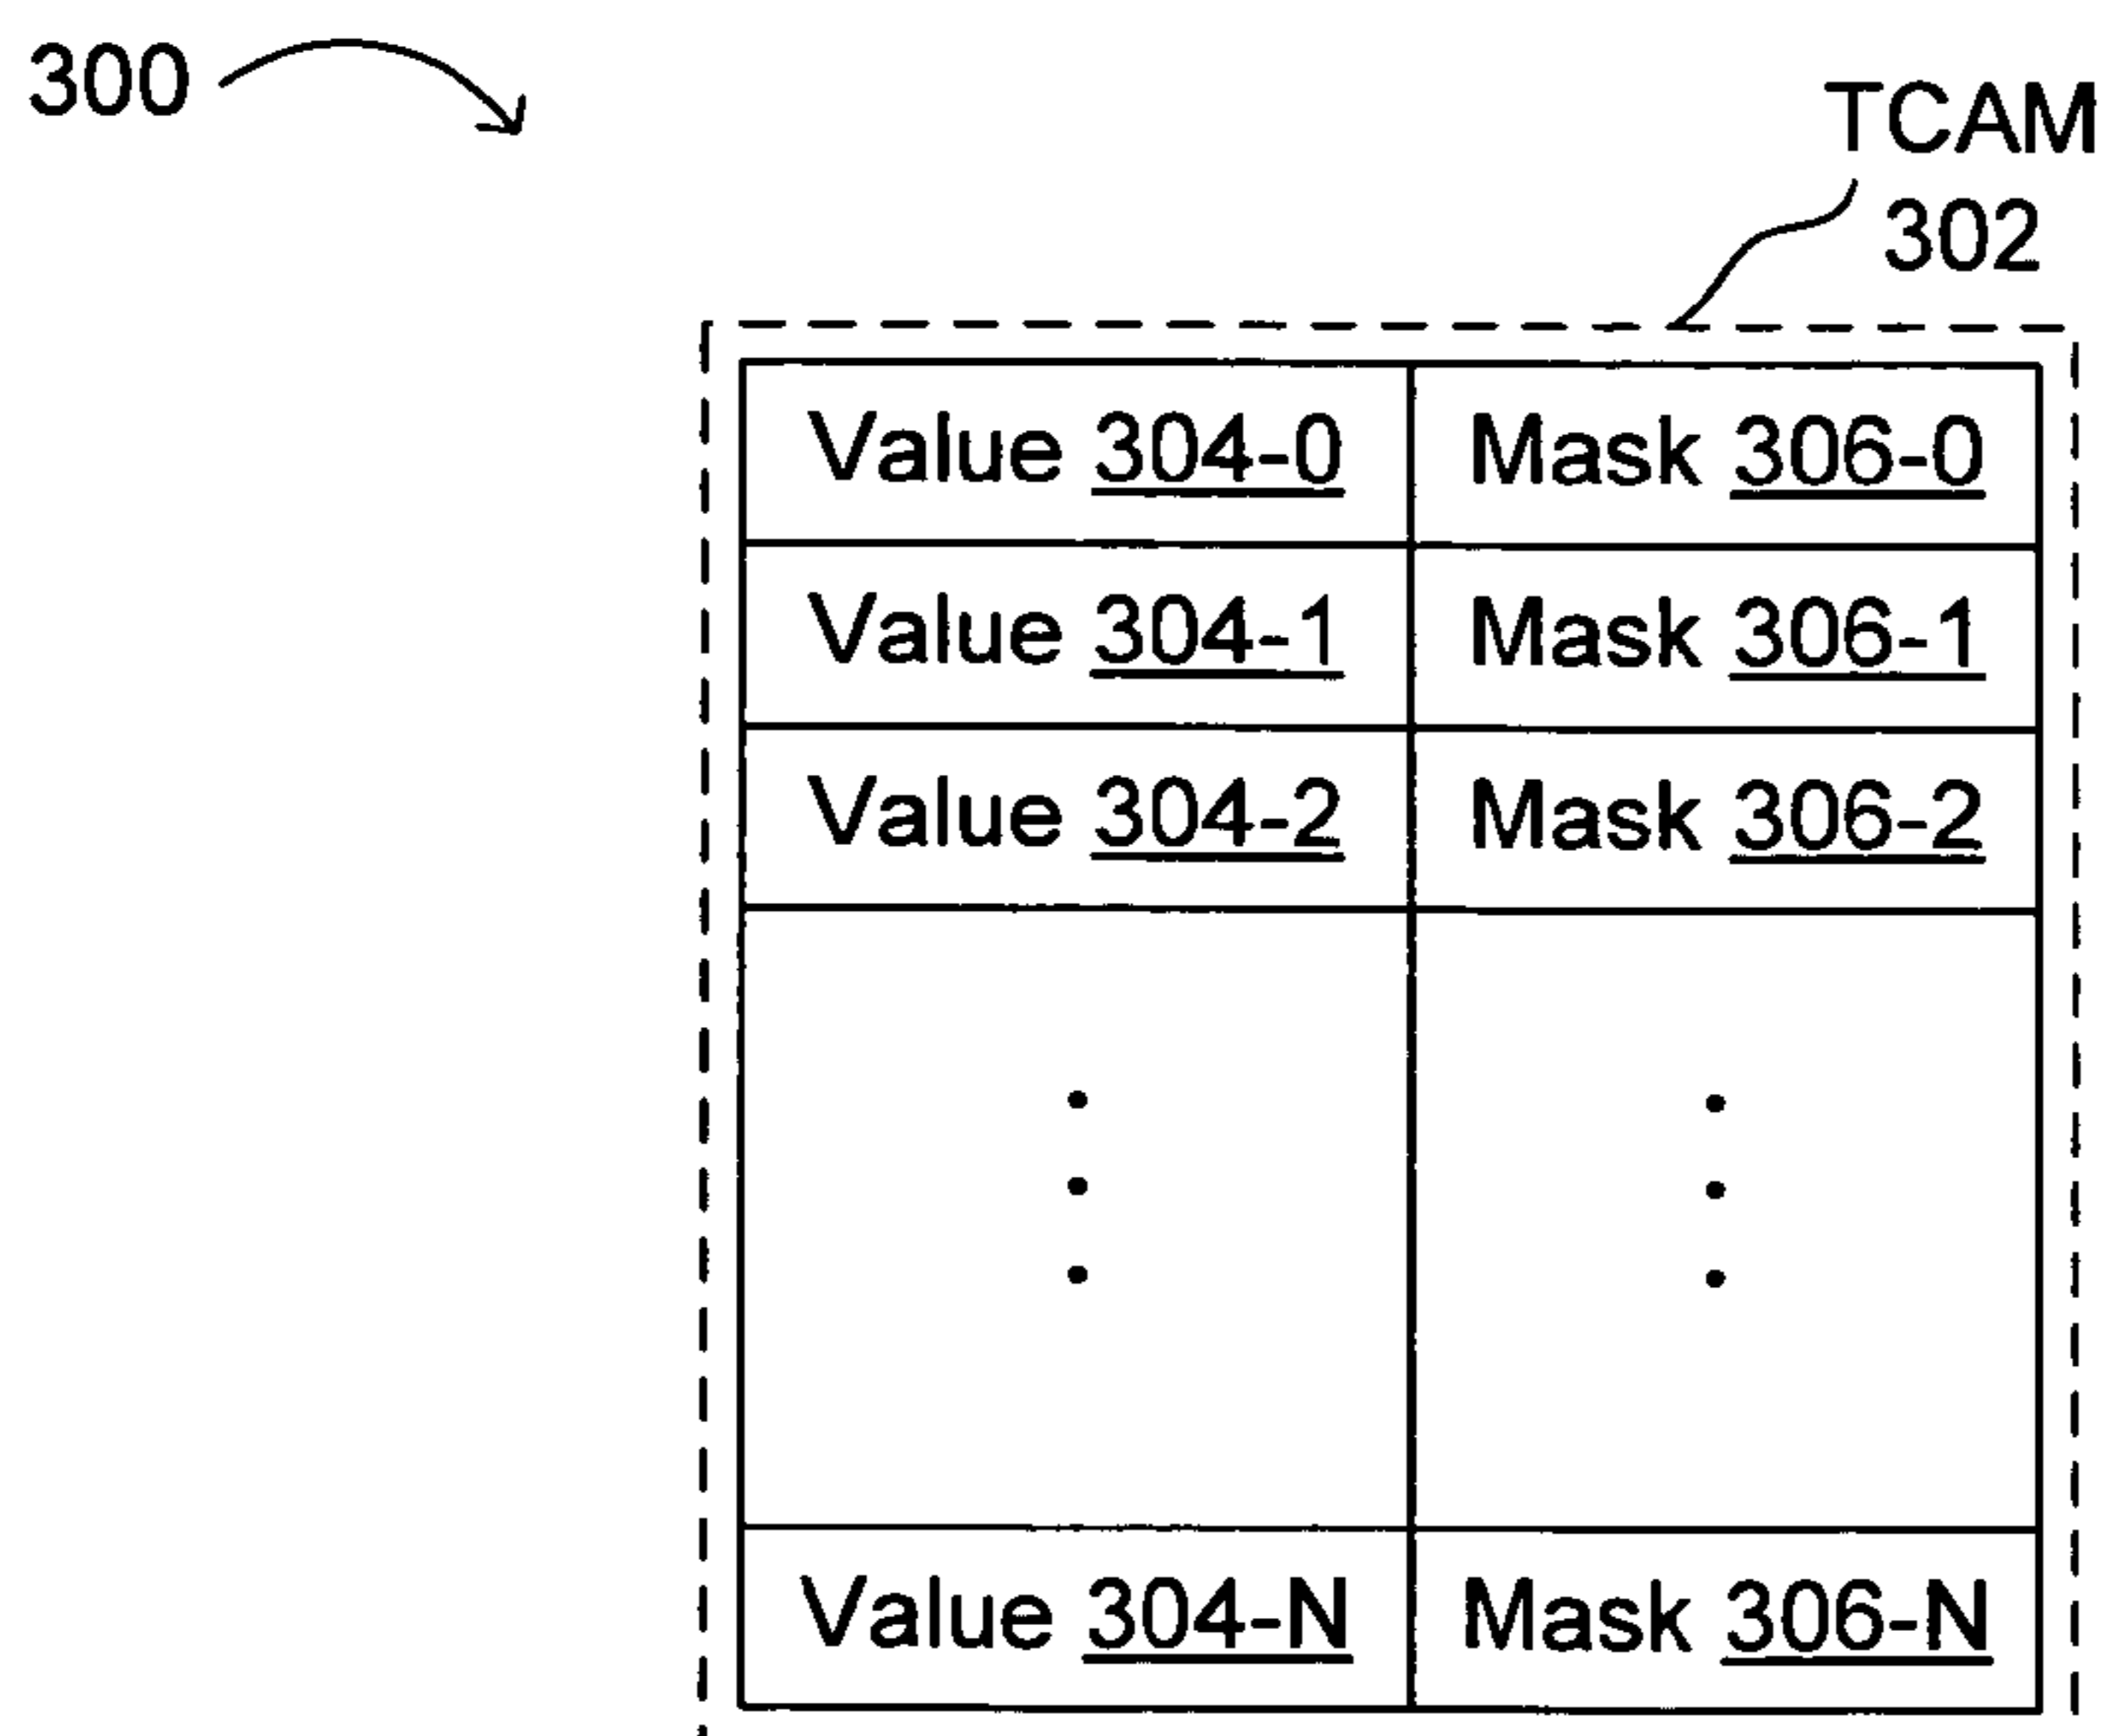 300
TCAM
302
Value 304-0 Mask 306-0
Value 304-1 Mask 306-1
Value 304-2 Mask 306-2
Value 304-N Mask 306-N